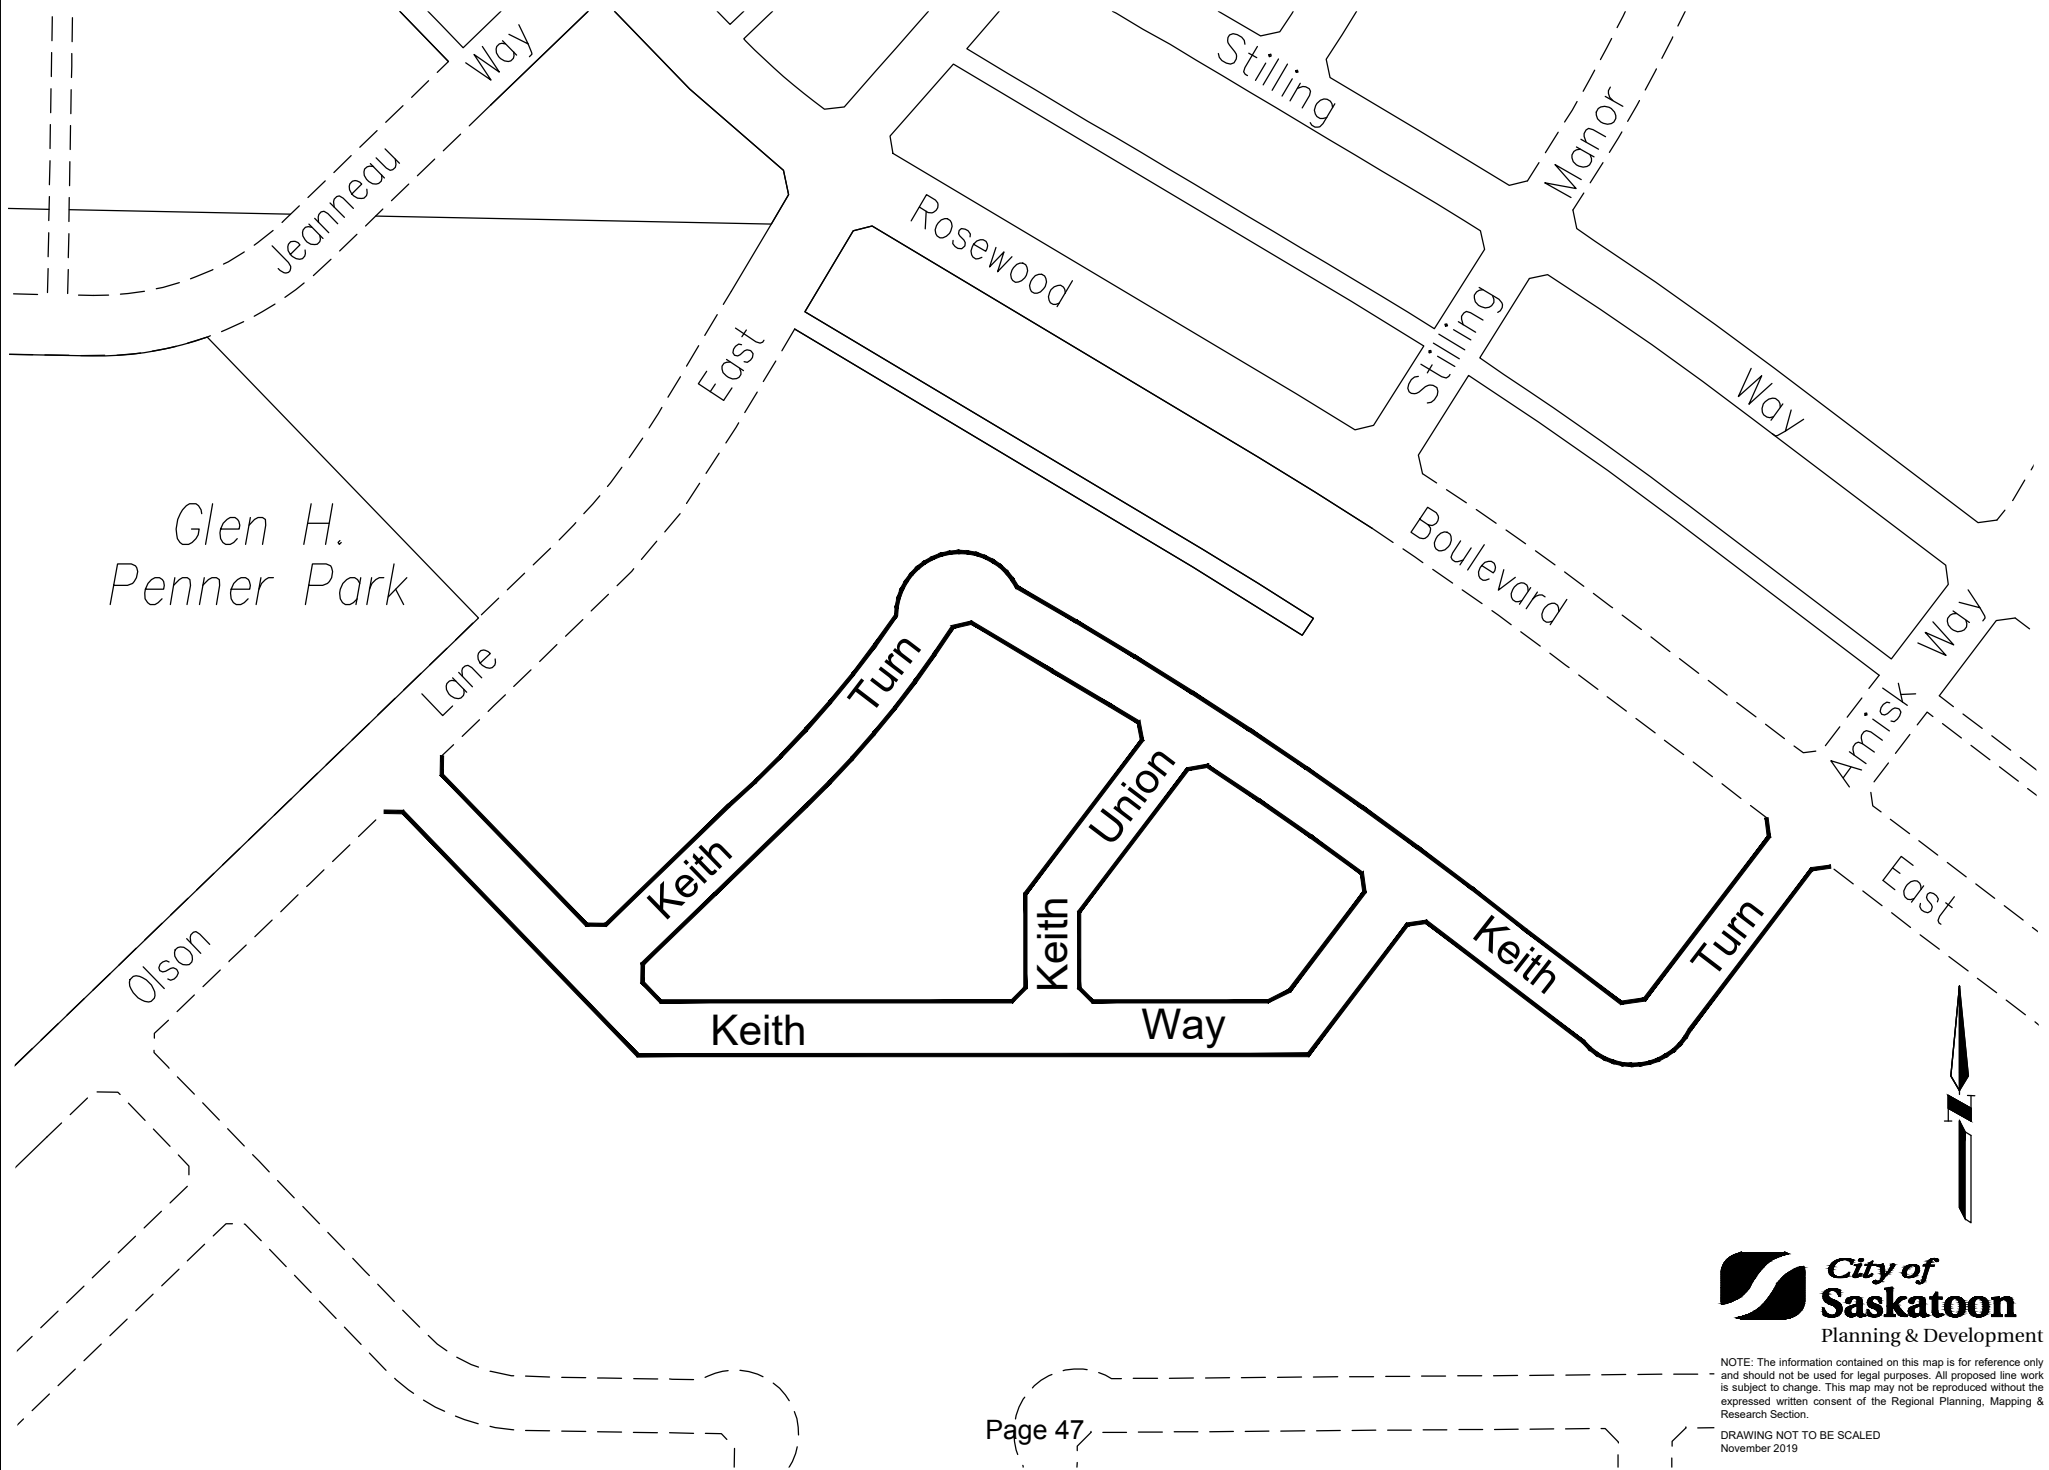 Way
Stilling
Manor
Jeanneau
Rosewood
East
Stilling
Way
Glen H.
Penner Park
Boulevard
Way
Lane
Turn
Amisk
Union
Keith
East
Olson
Keith
Keith
Turn
Keith
Way
N
City of
Saskatoon
Planning & Development
NOTE: The information contained on this map is for reference only
and should not be used for legal purposes. All proposed line work
is subject to change. This map may not be reproduced without the
expressed written consent of the Regional Planning, Mapping &
Research Section.
DRAWING NOT TO BE SCALED
November 2019
Page 47